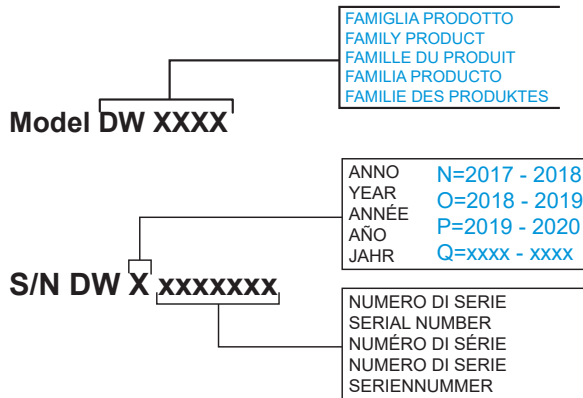 FAMIGLIA PRODOTTO
FAMILY PRODUCT
FAMILLE DU PRODUIT
FAMILIA PRODUCTO
FAMILIE DES PRODUKTES
Model DW XXXX
ANNO
YEAR
ANNÉE
AÑO
JAHR
N=2017 - 2018
O=2018 - 2019
P=2019 - 2020
Q=xxxx - xxxx
S/N DW X xxxxxxx
NUMERO DI SERIE
SERIAL NUMBER
NUMÉRO DI SÉRIE
NUMERO DI SERIE
SERIENNUMMER